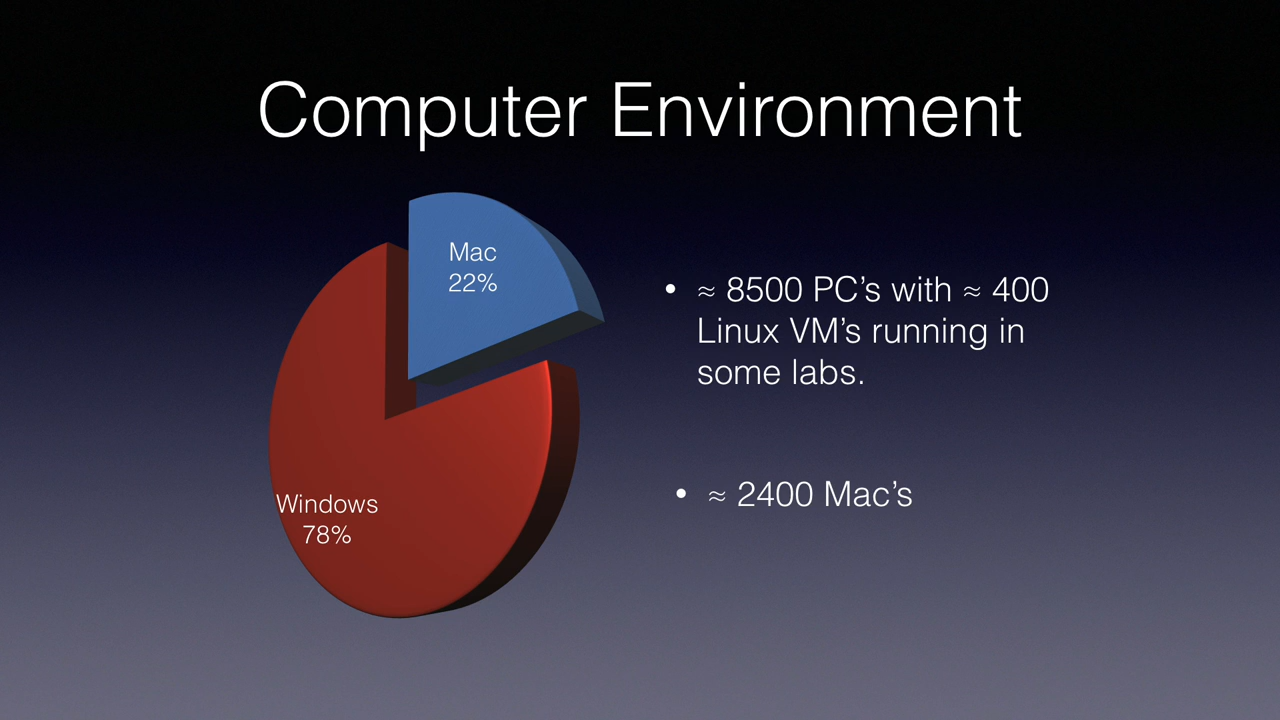 Computer Environment
Mac
22%
Windows
78%
• ≈ 8500 PC’s with ≈ 400
Linux VM’s running in
some labs.
• ≈ 2400 Mac’s